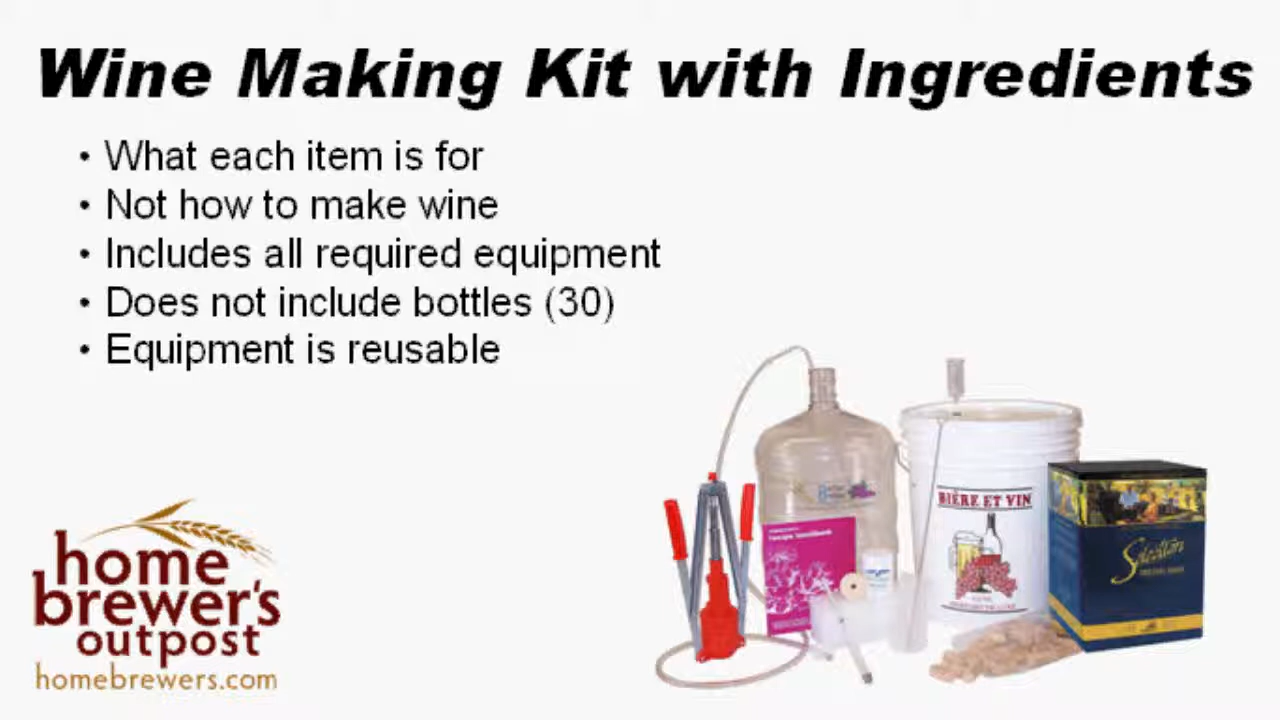 Wine Making Kit with Ingredients
• What each item is for
• Not how to make wine
• Includes all required equipment
• Does not include bottles (30)
• Equipment is reusable
home
brewer's
outpost
homebrewers.com
BIÈRE ET VIN
Selection